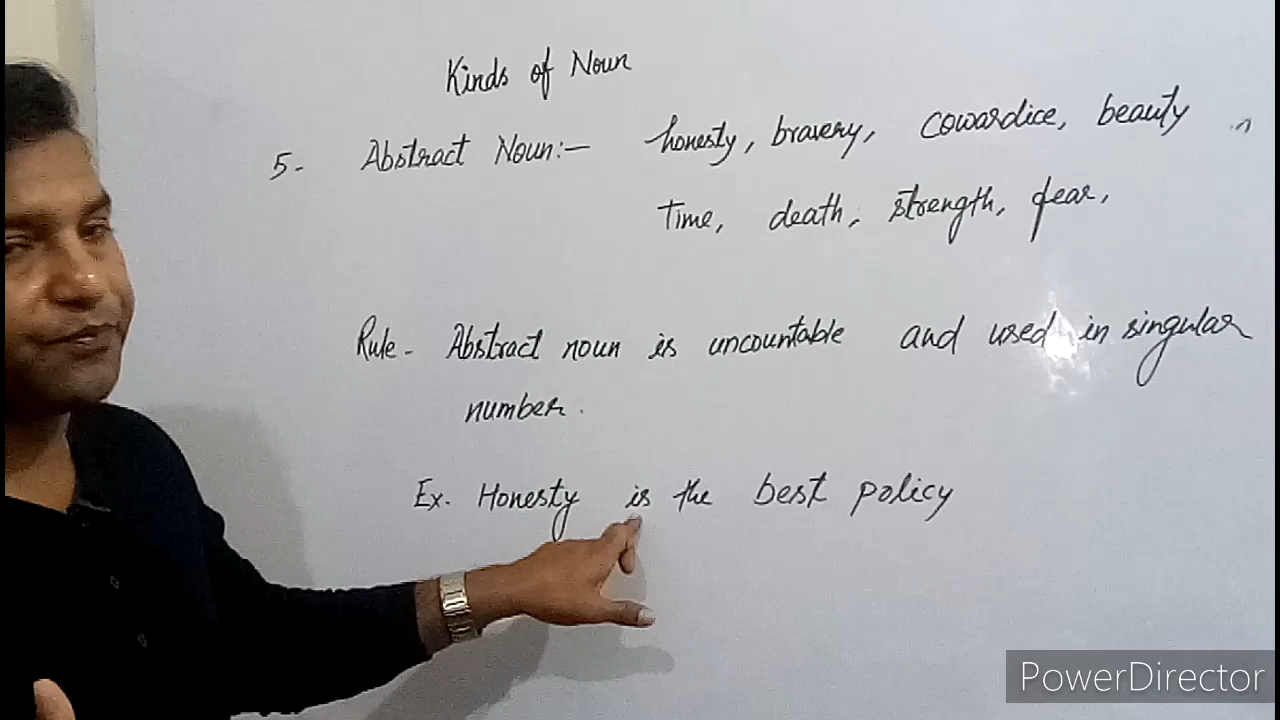 Kinds of Noun
5- Abstract Noun:- honesty, bravery, cowardice, beauty
Time, death, strength, fear,
Rule- Abstract noun is uncountable and used in singular
number.
Ex. Honesty is the best policy
PowerDirector